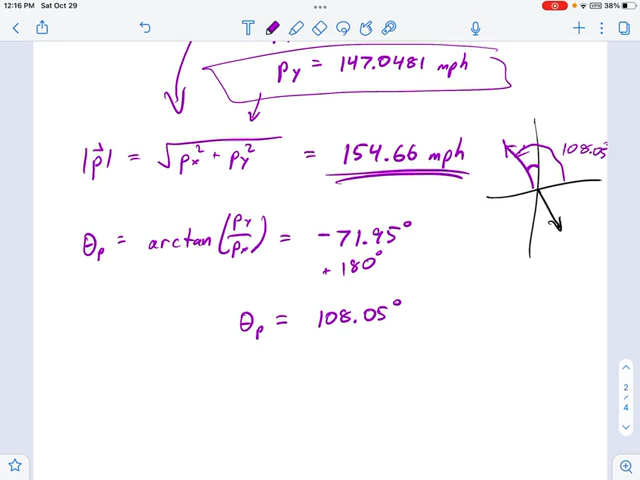 12:16 PM Sat Oct 29
38%
Py = 147.0481 mph
|p⃗| = √(Px² + Py²) = 154.66 mph
108.05°
θp = arctan(Py/Px) = -71.95°
+ 180°
θp = 108.05°
2
4